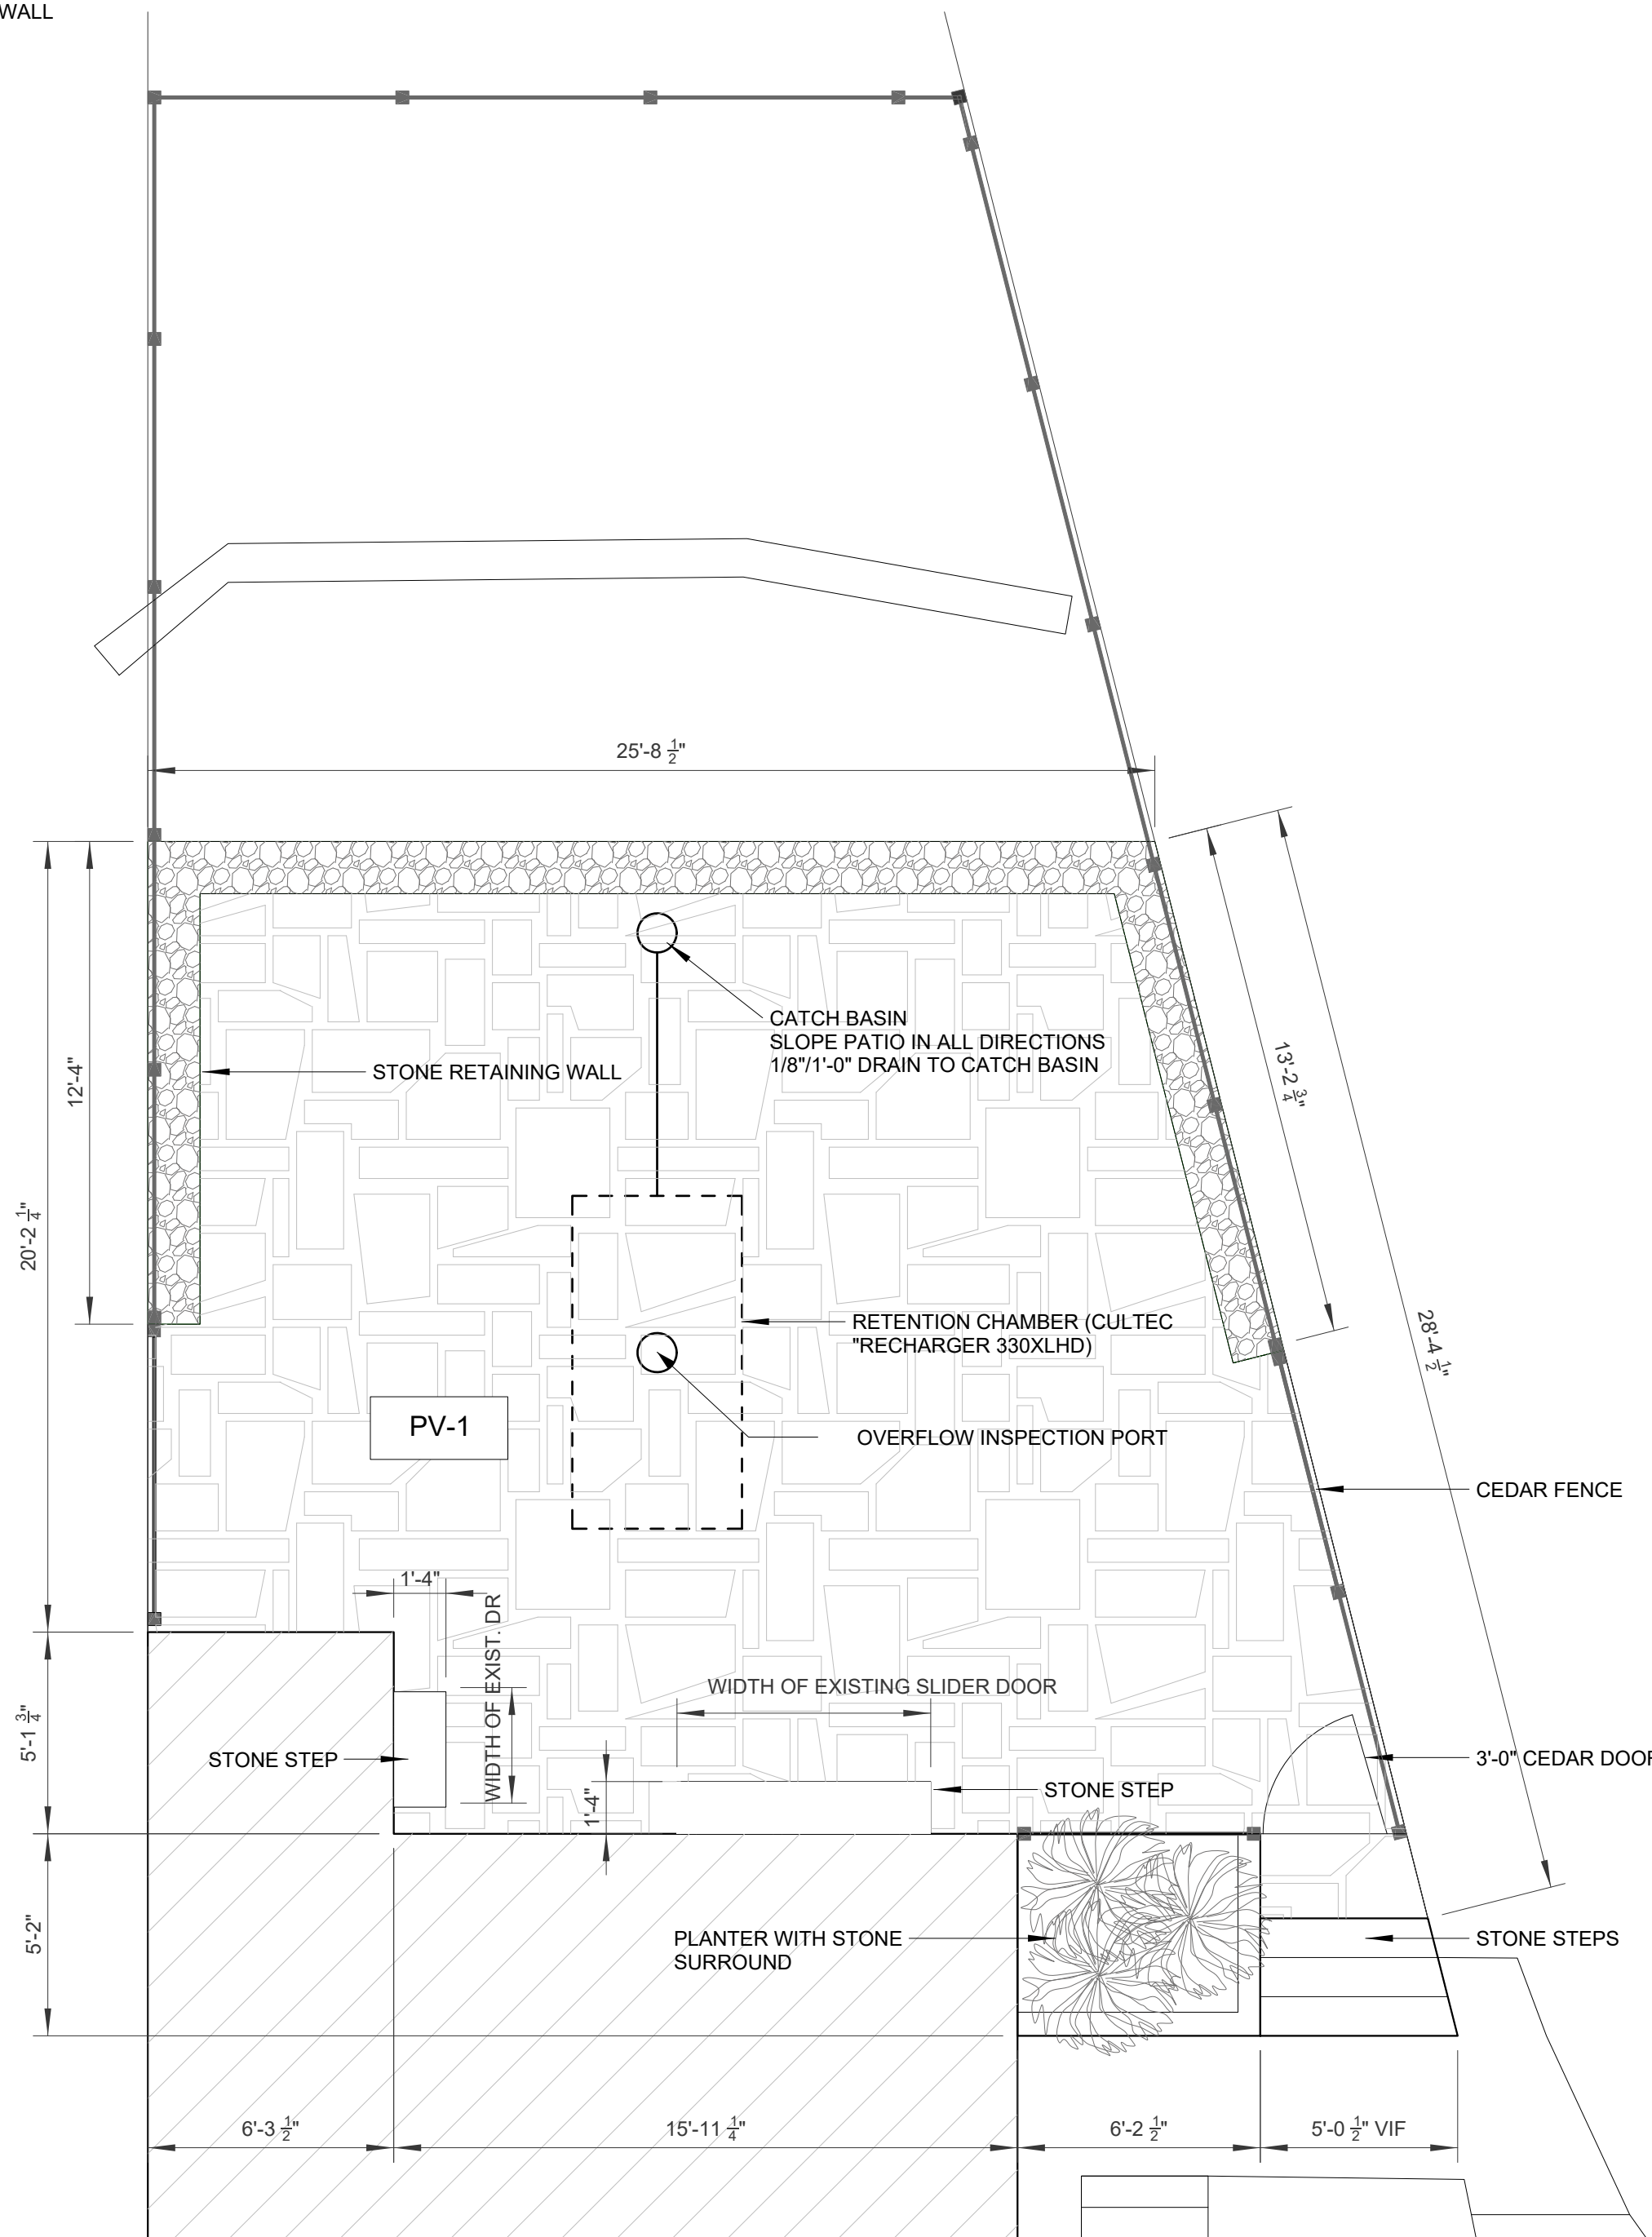 WALL
25'-8 1/2"
12'-4"
20'-2 1/4"
13'-2 3/4"
28'-4 1/2"
CATCH BASIN
SLOPE PATIO IN ALL DIRECTIONS
1/8"/1'-0" DRAIN TO CATCH BASIN
STONE RETAINING WALL
RETENTION CHAMBER (CULTEC
"RECHARGER 330XLHD)
PV-1
OVERFLOW INSPECTION PORT
CEDAR FENCE
1'-4"
WIDTH OF EXIST. DR
WIDTH OF EXISTING SLIDER DOOR
5'-1 3/4"
STONE STEP
1'-4"
STONE STEP
3'-0" CEDAR DOOR
5'-2"
PLANTER WITH STONE
SURROUND
STONE STEPS
6'-3 1/2"
15'-11 1/4"
6'-2 1/2"
5'-0 1/2" VIF